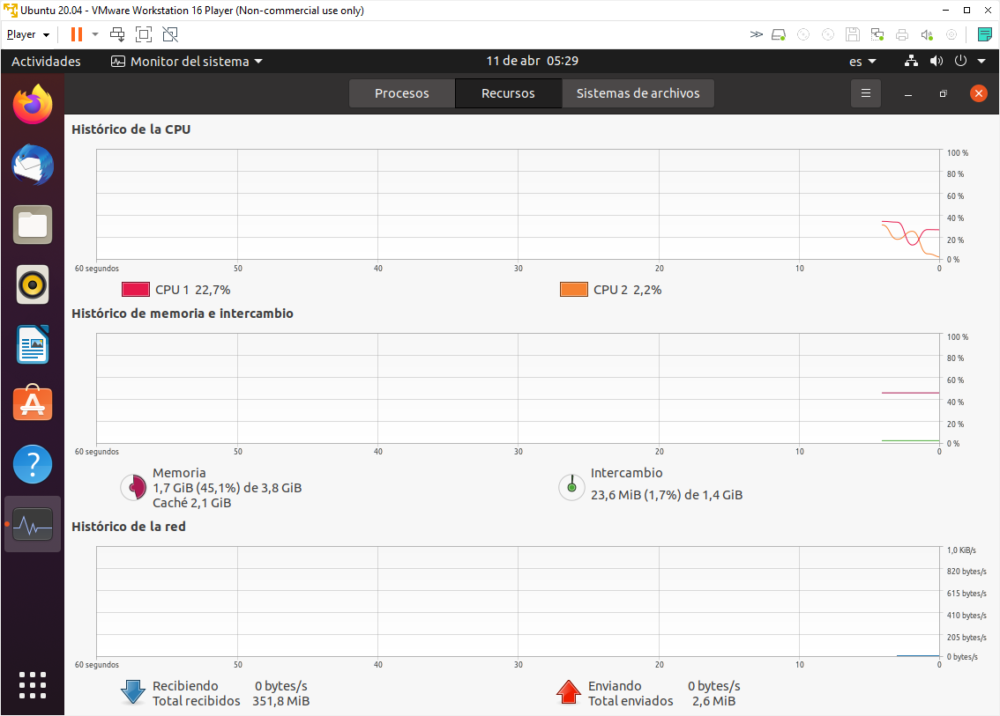 Ubuntu 20.04 - VMware Workstation 16 Player (Non-commercial use only)
Player
Actividades Monitor del sistema 11 de abr 05:29 es
Procesos Recursos Sistemas de archivos
Histórico de la CPU
100 %
80 %
60 %
40 %
20 %
0 %
60 segundos 50 40 30 20 10 0
CPU 1 22,7% CPU 2 2,2%
Histórico de memoria e intercambio
100 %
80 %
60 %
40 %
20 %
0 %
60 segundos 50 40 30 20 10 0
Memoria
1,7 GiB (45,1%) de 3,8 GiB
Caché 2,1 GiB
Intercambio
23,6 MiB (1,7%) de 1,4 GiB
Histórico de la red
1,0 KiB/s
820 bytes/s
615 bytes/s
410 bytes/s
205 bytes/s
0 bytes/s
60 segundos 50 40 30 20 10 0
Recibiendo 0 bytes/s
Total recibidos 351,8 MiB
Enviando 0 bytes/s
Total enviados 2,6 MiB